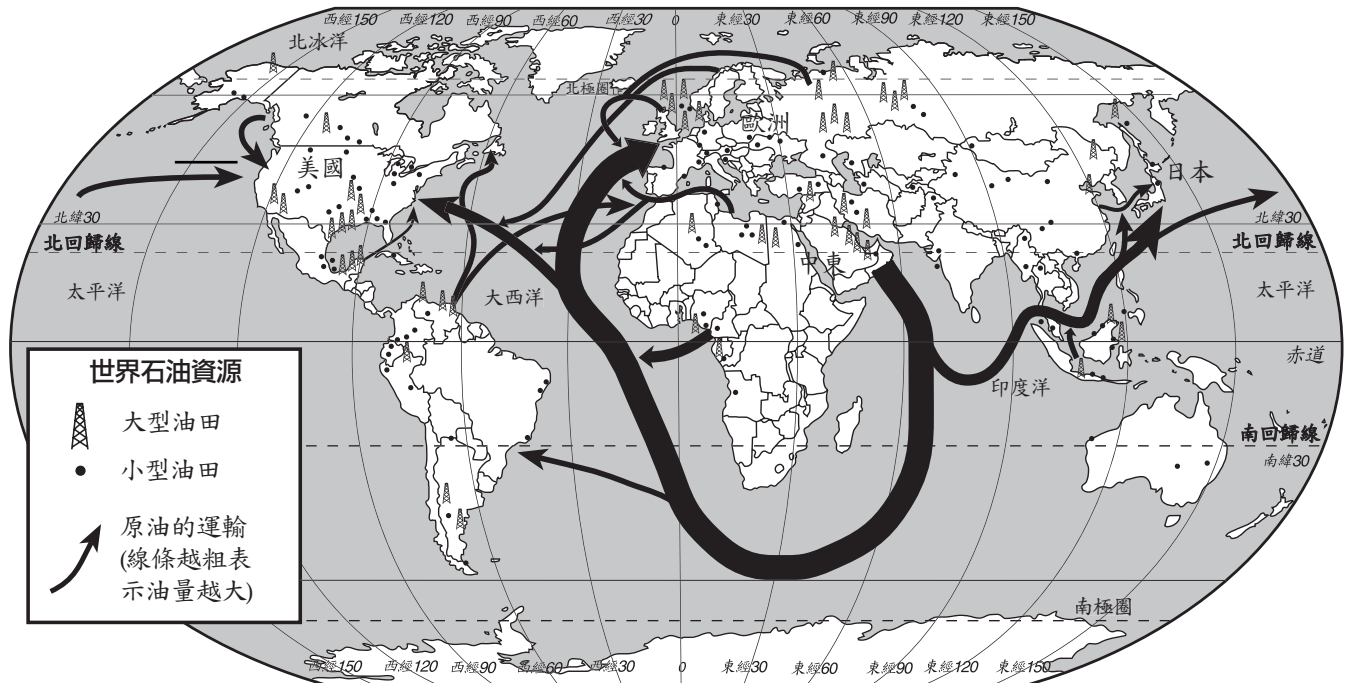 西經150 西經120 西經90 西經60 西經30 0 東經30 東經60 東經90 東經120 東經150
北冰洋
北極圈
歐洲
美國
日本
北緯30
北緯30
北回歸線
北回歸線
中東
太平洋
大西洋
太平洋
赤道
印度洋
世界石油資源
大型油田
小型油田
原油的運輸
(線條越粗表
示油量越大)
南回歸線
南緯30
南極圈
西經150 西經120 西經90 西經60 西經30 0 東經30 東經60 東經90 東經120 東經150